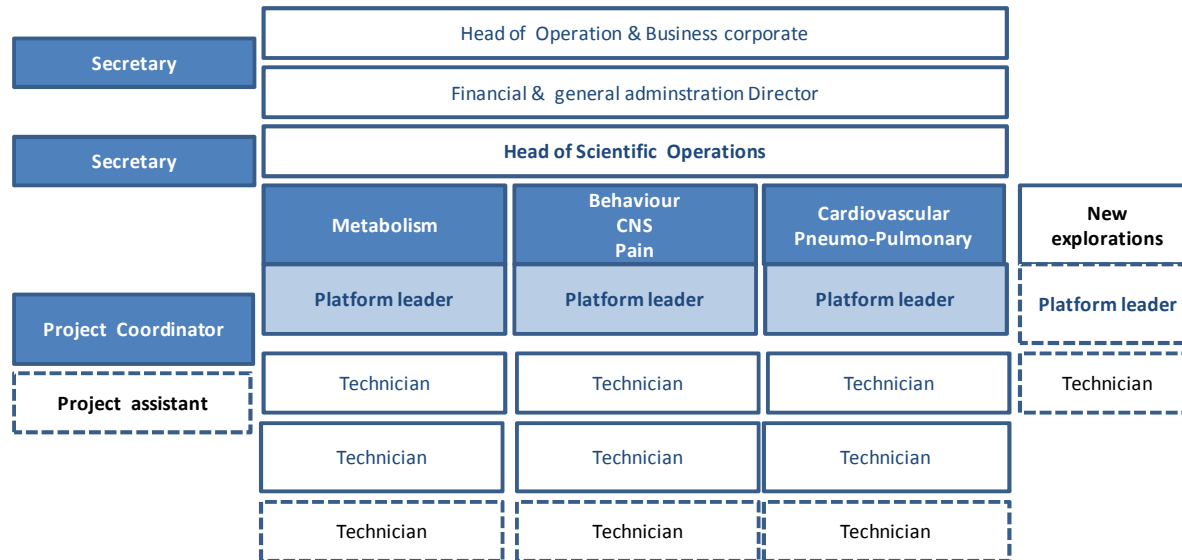 Head of Operation & Business corporate
Secretary
Financial & general adminstration Director
Secretary
Head of Scientific Operations
Metabolism
Behaviour
CNS
Pain
Cardiovascular
Pneumo-Pulmonary
New
explorations
Platform leader
Platform leader
Platform leader
Platform leader
Project Coordinator
Technician
Technician
Technician
Technician
Project assistant
Technician
Technician
Technician
Technician
Technician
Technician